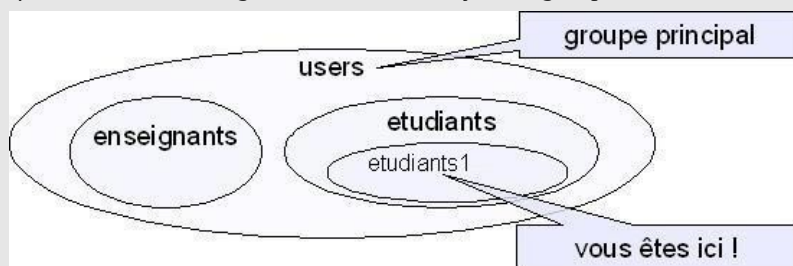 groupe principal
users
enseignants
etudiants
etudiants1
vous êtes ici !